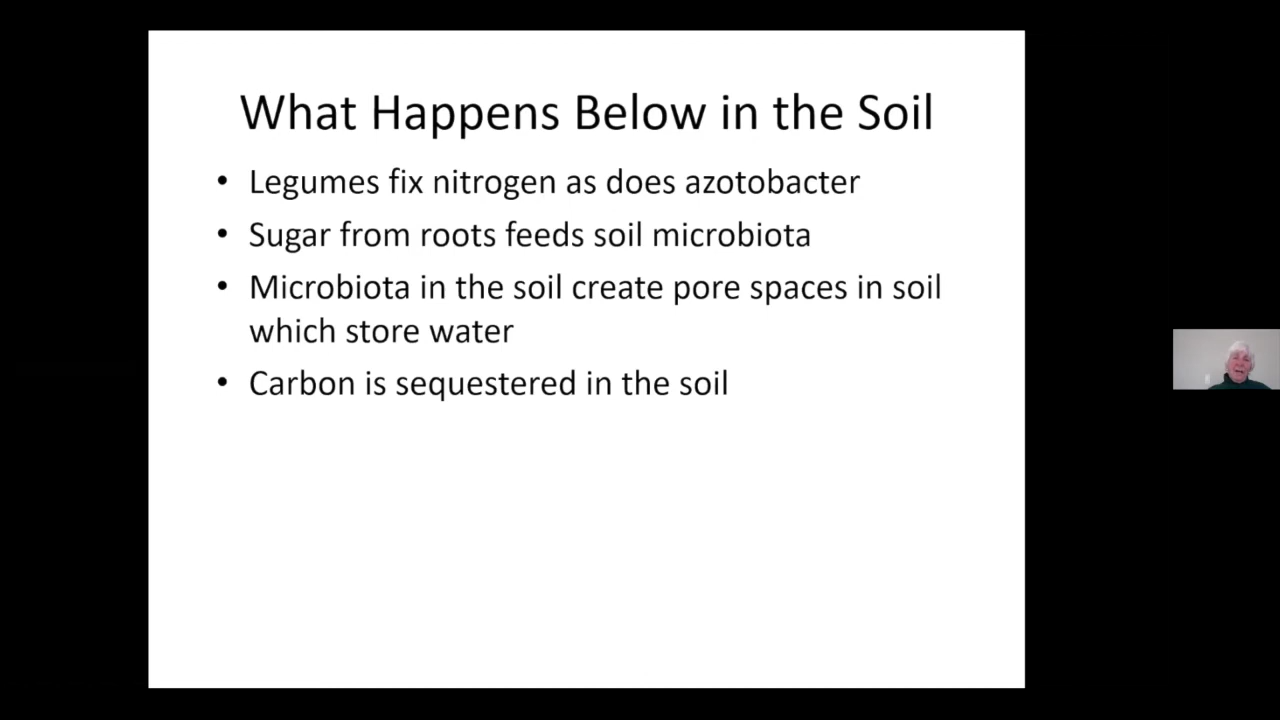 What Happens Below in the Soil
• Legumes fix nitrogen as does azotobacter
• Sugar from roots feeds soil microbiota
• Microbiota in the soil create pore spaces in soil
which store water
• Carbon is sequestered in the soil